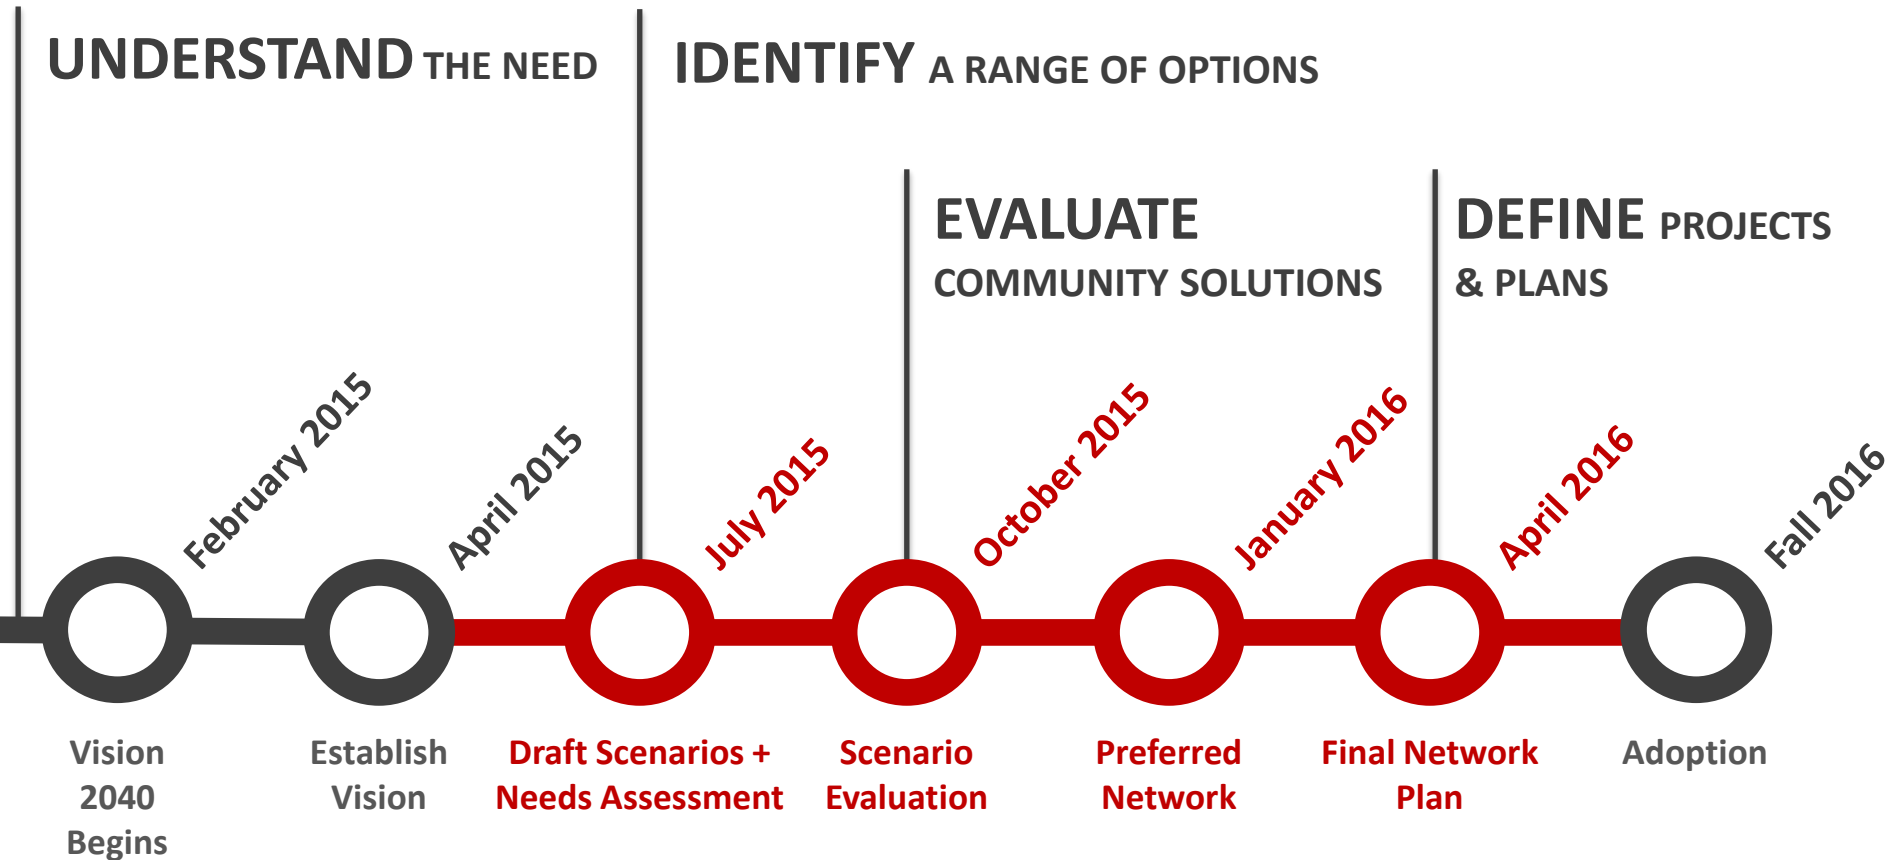 UNDERSTAND THE NEED
IDENTIFY A RANGE OF OPTIONS
EVALUATE
COMMUNITY SOLUTIONS
DEFINE PROJECTS
& PLANS
February 2015
April 2015
July 2015
October 2015
January 2016
April 2016
Fall 2016
Vision
2040
Begins
Establish
Vision
Draft Scenarios +
Needs Assessment
Scenario
Evaluation
Preferred
Network
Final Network
Plan
Adoption